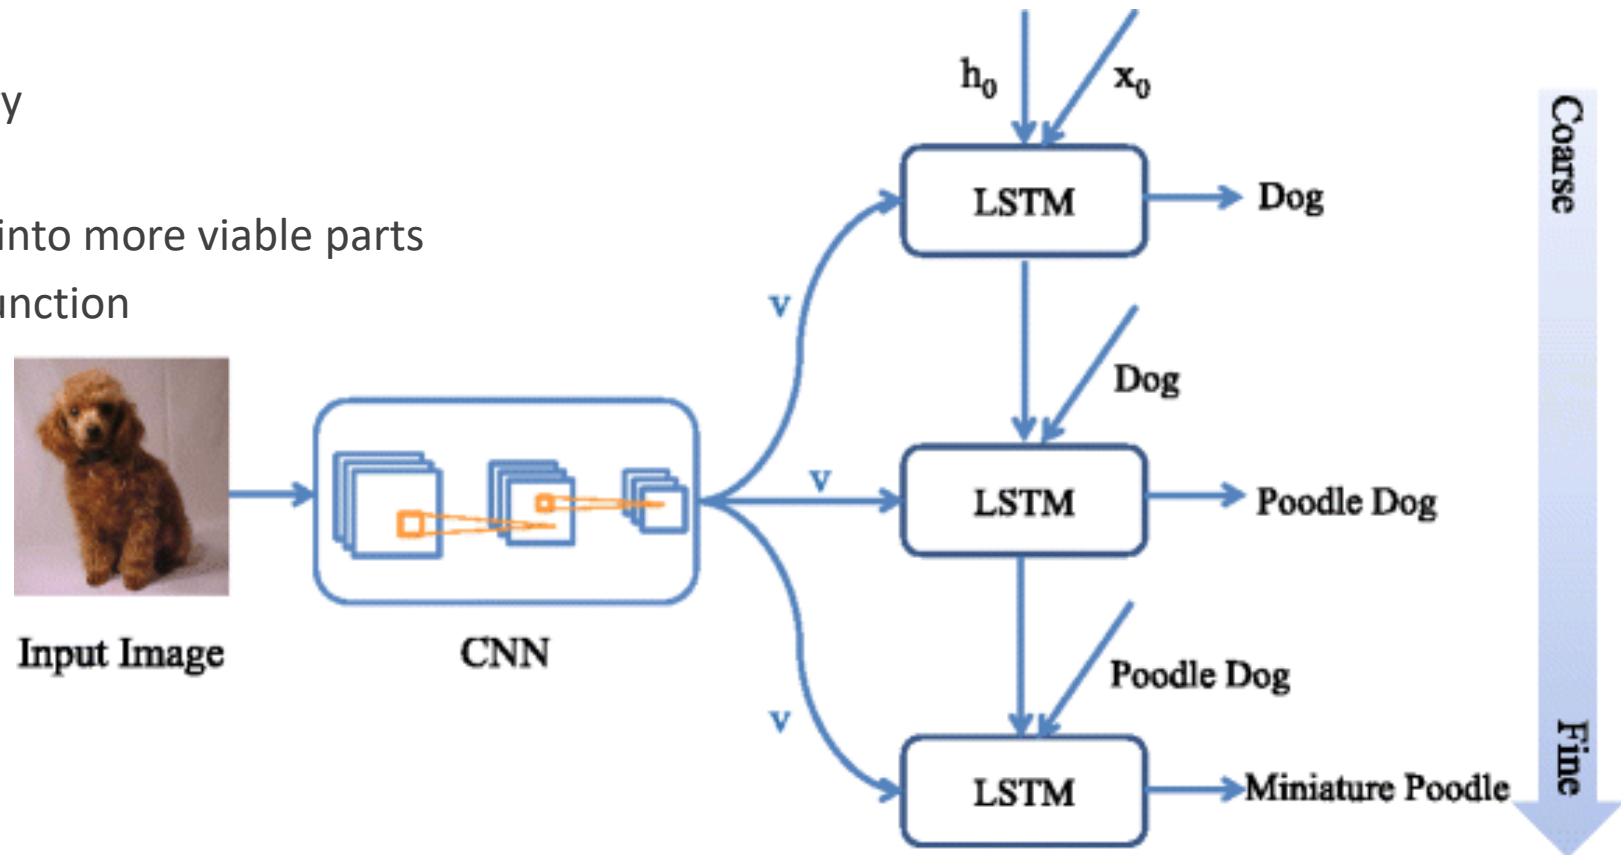 y
into more viable parts
unction
h0
x0
LSTM
Dog
v
Dog
v
LSTM
Poodle Dog
Poodle Dog
v
LSTM
Miniature Poodle
Input Image
CNN
Coarse
Fine